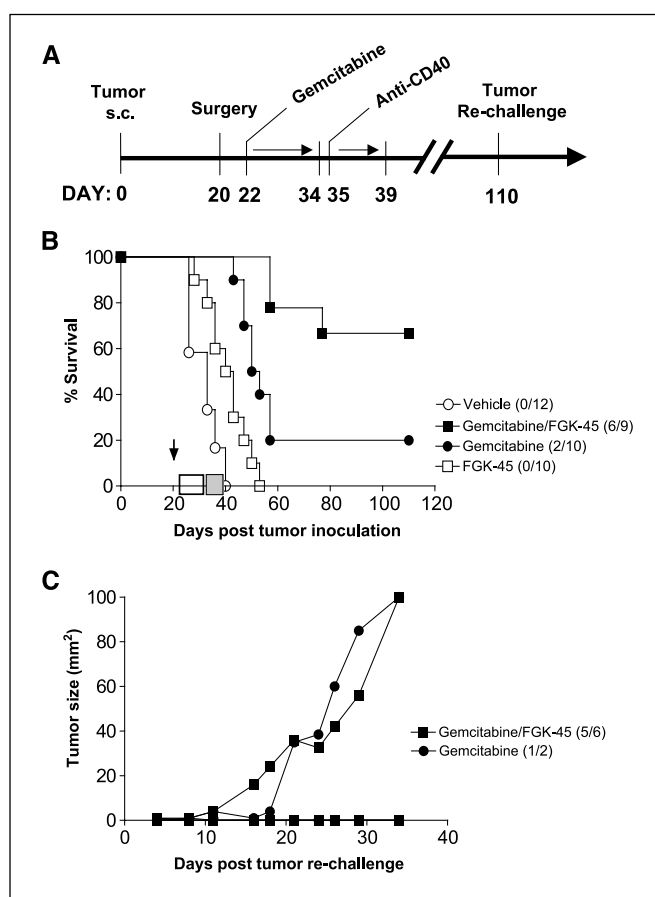 A
Tumor
s.c.
Surgery
Gemcitabine
Anti-CD40
Tumor
Re-challenge
DAY: 0 20 22 34 35 39 110
B
% Survival
100
80
60
40
20
0
0 20 40 60 80 100 120
Days post tumor inoculation
Vehicle (0/12)
Gemcitabine/FGK-45 (6/9)
Gemcitabine (2/10)
FGK-45 (0/10)
C
Tumor size (mm²)
100
80
60
40
20
0
0 10 20 30 40
Days post tumor re-challenge
Gemcitabine/FGK-45 (5/6)
Gemcitabine (1/2)